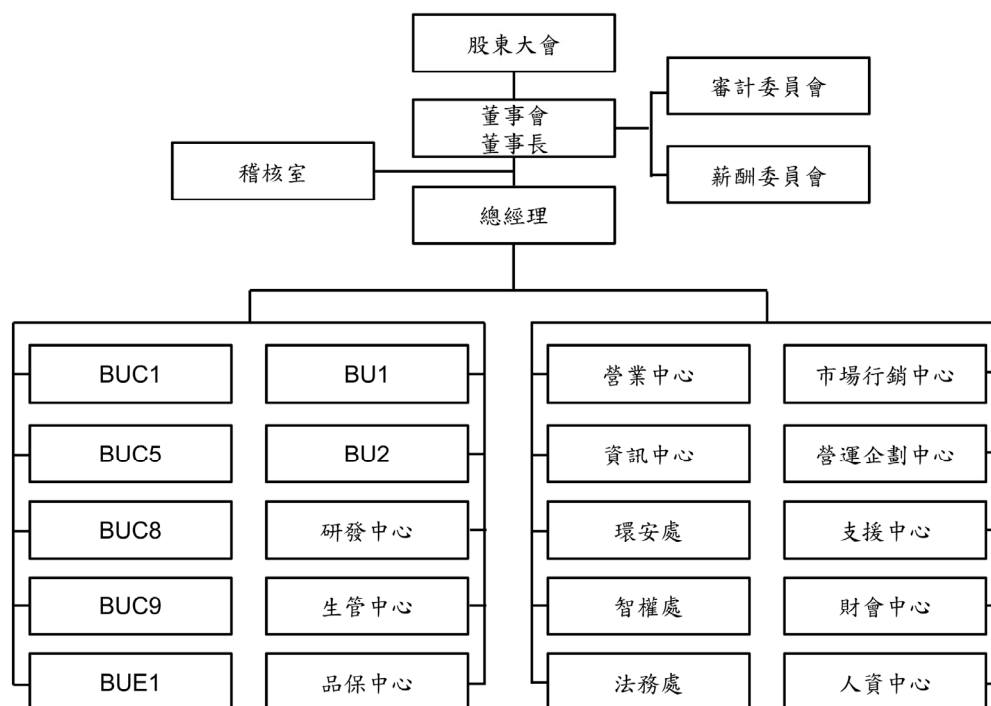 股東大會
董事會
董事長
審計委員會
薪酬委員會
稽核室
總經理
BUC1
BU1
營業中心
市場行銷中心
BUC5
BU2
資訊中心
營運企劃中心
BUC8
研發中心
環安處
支援中心
BUC9
生管中心
智權處
財會中心
BUE1
品保中心
法務處
人資中心